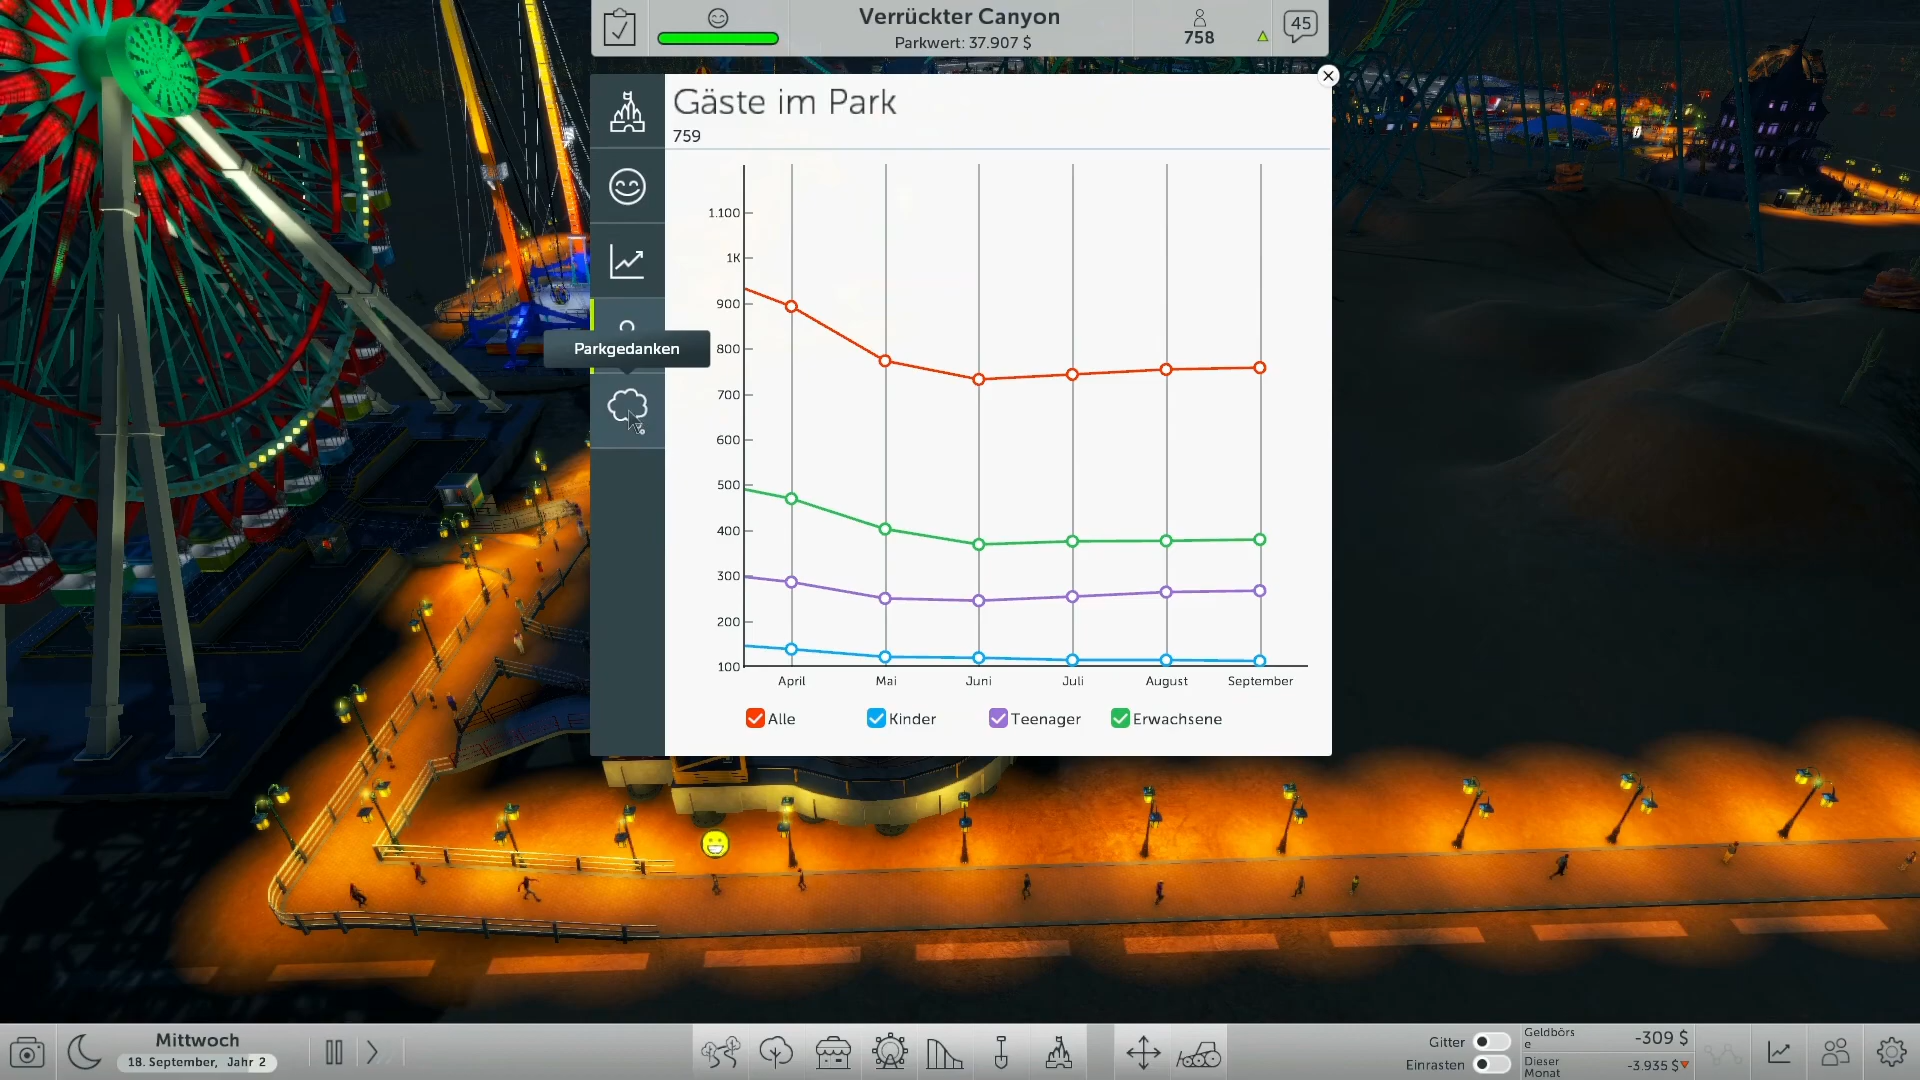 Verrückter Canyon
Parkwert: 37.907 $
758
45
Gäste im Park
759
1.100
1K
900
800
700
600
500
400
300
200
100
April
Mai
Juni
Juli
August
September
Alle
Kinder
Teenager
Erwachsene
Parkgedanken
Mittwoch
18. September, Jahr 2
Gitter
Einrasten
Geldbörs
e
-309 $
Dieser
Monat
-3.935 $